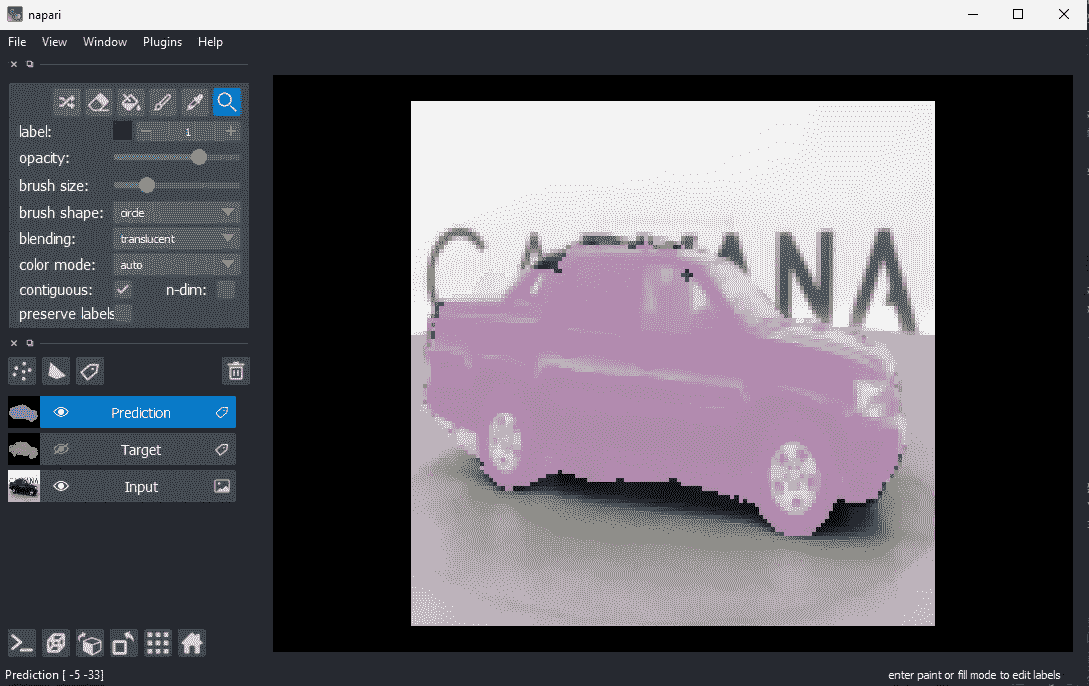 napari
File View Window Plugins Help
label: 1
opacity:
brush size:
brush shape: circle
blending: translucent
color mode: auto
contiguous: n-dim:
preserve labels
Prediction
Target
Input
Prediction [ -5 -33]
enter paint or fill mode to edit labels